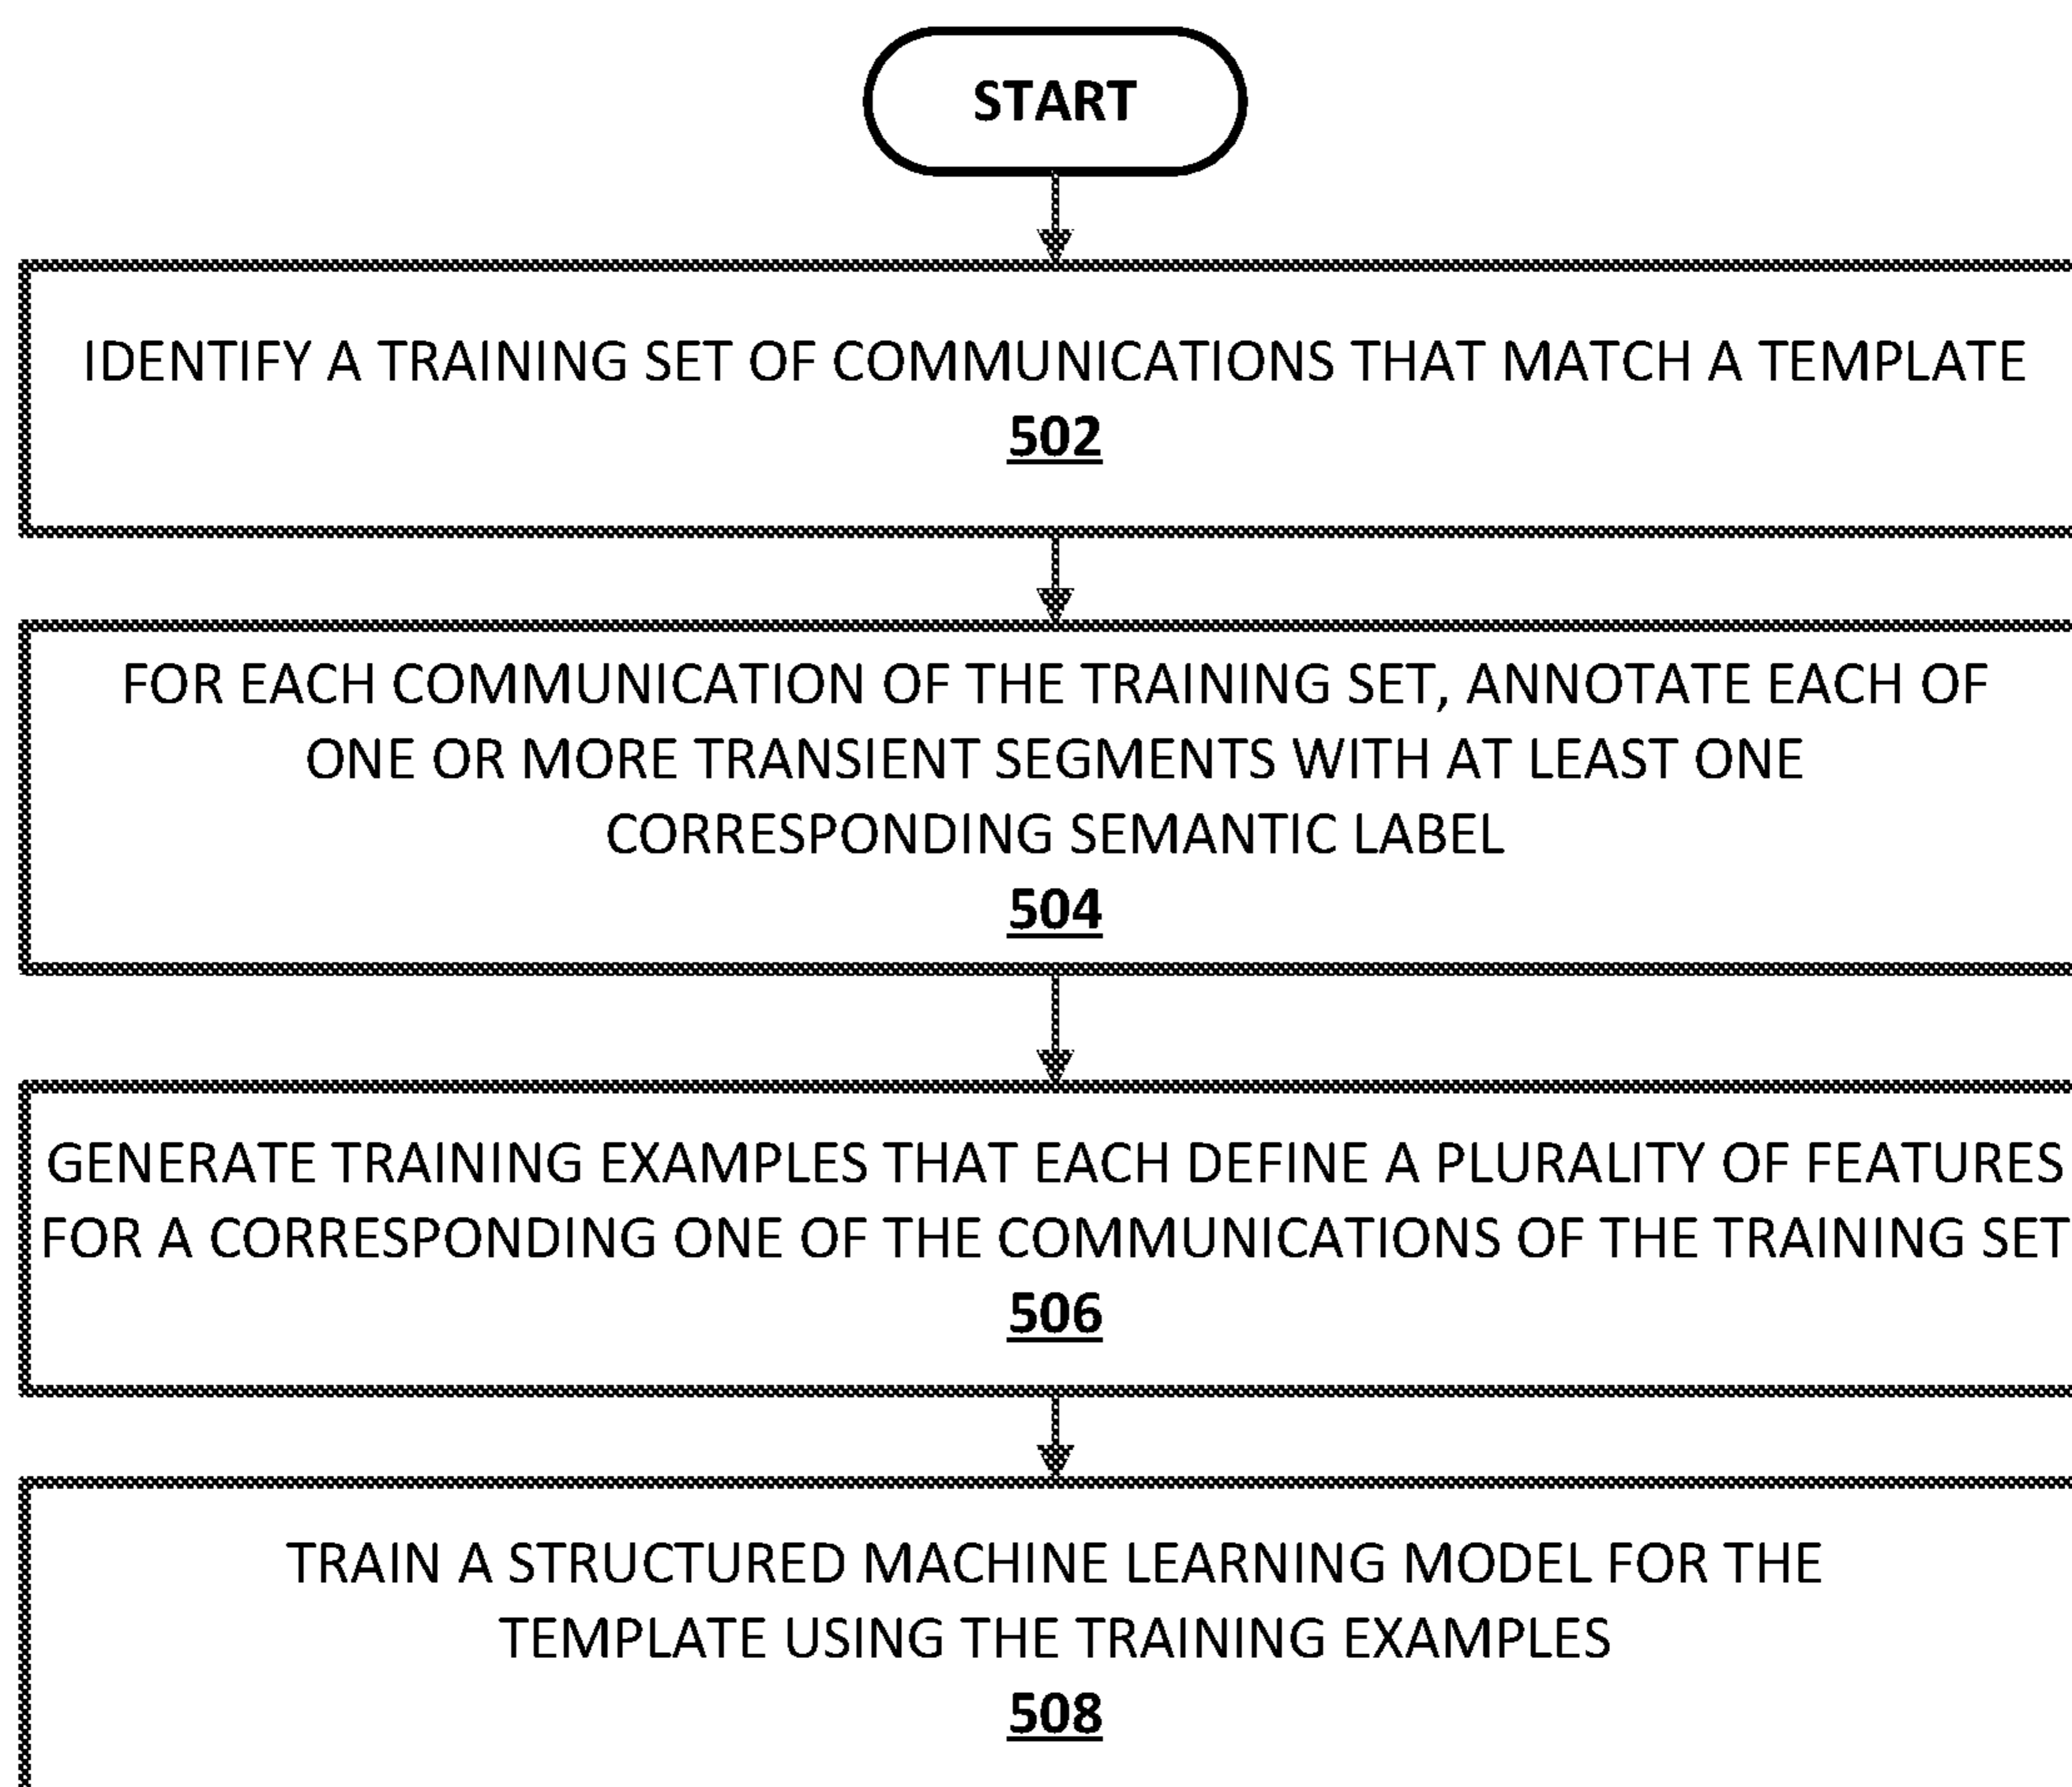 START
IDENTIFY A TRAINING SET OF COMMUNICATIONS THAT MATCH A TEMPLATE
502
FOR EACH COMMUNICATION OF THE TRAINING SET, ANNOTATE EACH OF
ONE OR MORE TRANSIENT SEGMENTS WITH AT LEAST ONE
CORRESPONDING SEMANTIC LABEL
504
GENERATE TRAINING EXAMPLES THAT EACH DEFINE A PLURALITY OF FEATURES
FOR A CORRESPONDING ONE OF THE COMMUNICATIONS OF THE TRAINING SET
506
TRAIN A STRUCTURED MACHINE LEARNING MODEL FOR THE
TEMPLATE USING THE TRAINING EXAMPLES
508